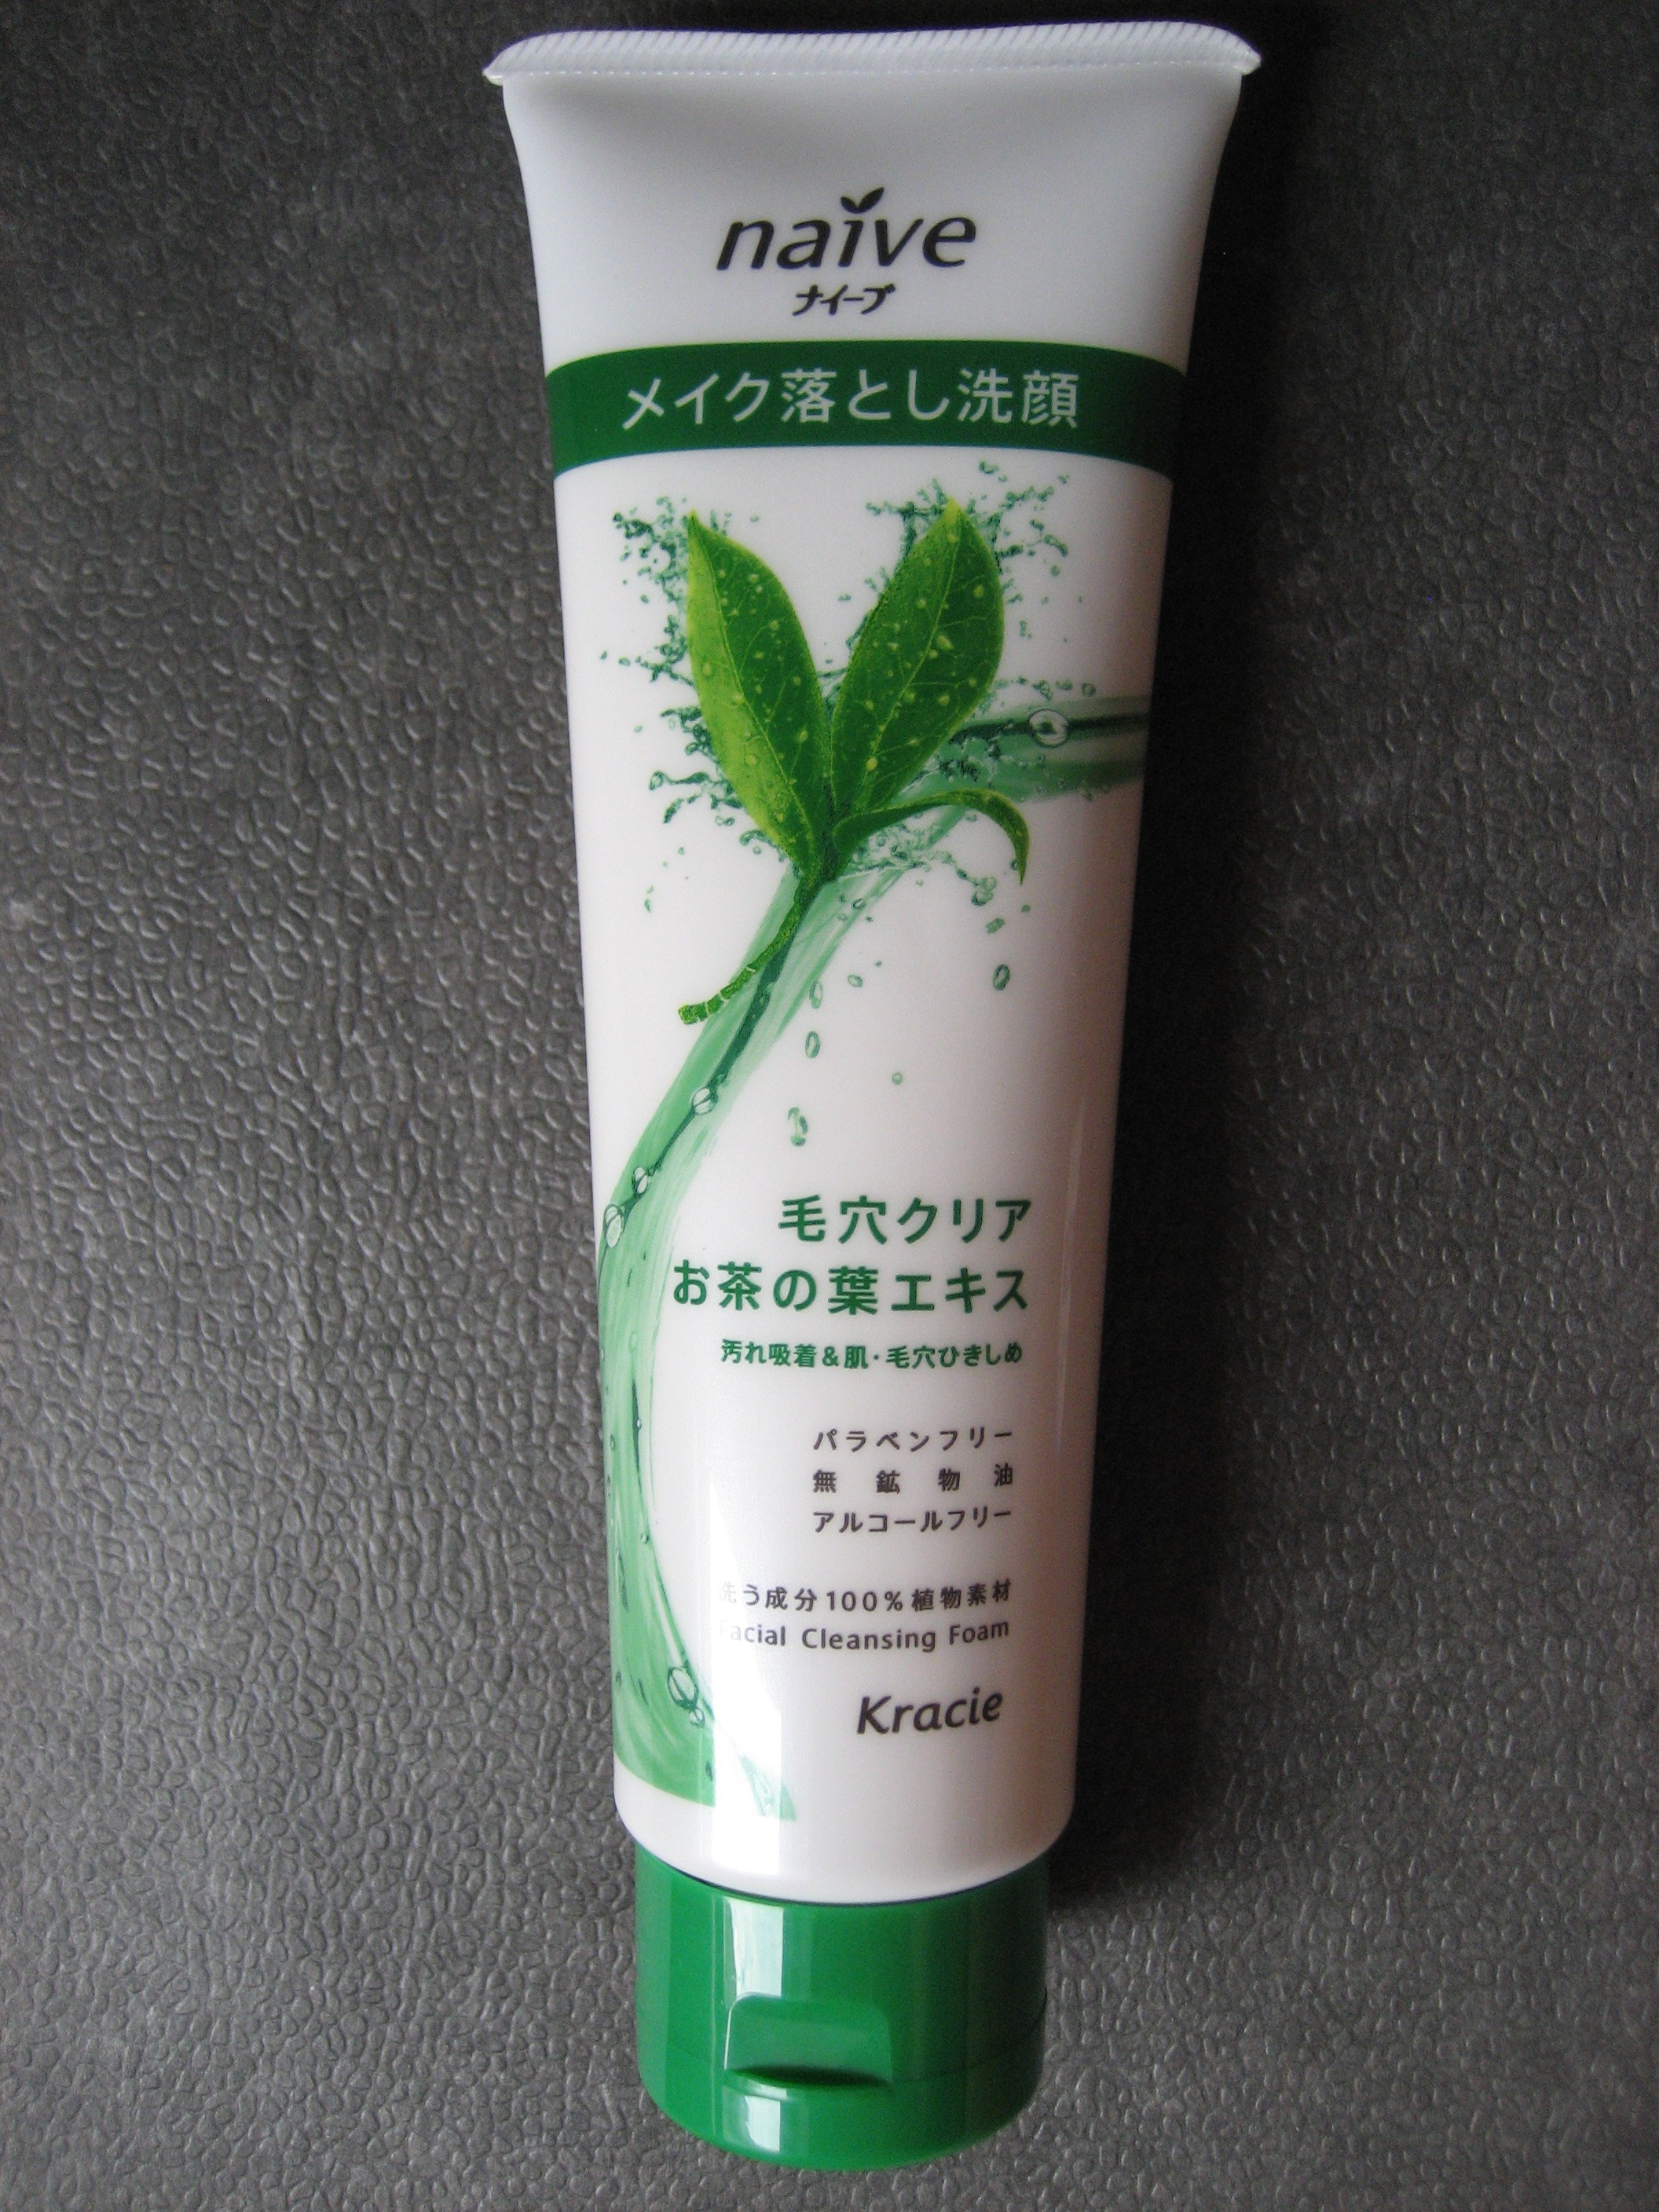 naïve
ナイーブ
メイク落とし洗顔
毛穴クリア
お茶の葉エキス
汚れ吸着&肌・毛穴ひきしめ
パラベンフリー
無鉱物油
アルコールフリー
洗う成分100%植物素材
Facial Cleansing Foam
Kracie